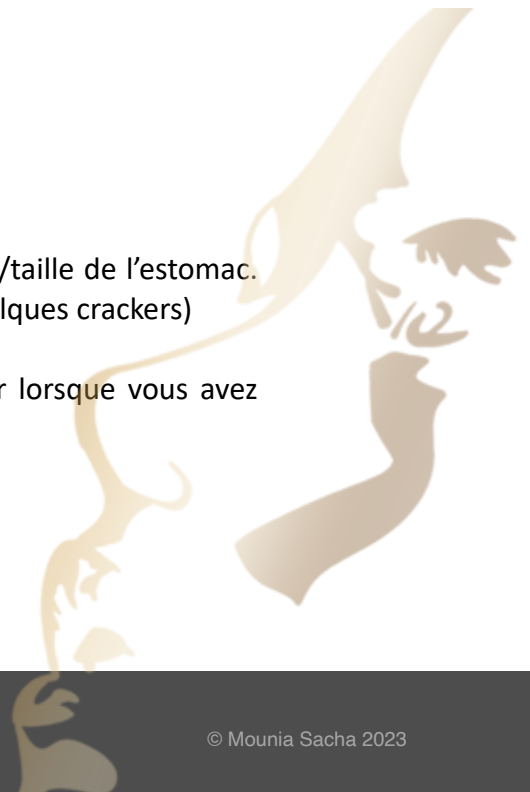 /taille de l’estomac.
lques crackers)
r lorsque vous avez
© Mounia Sacha 2023